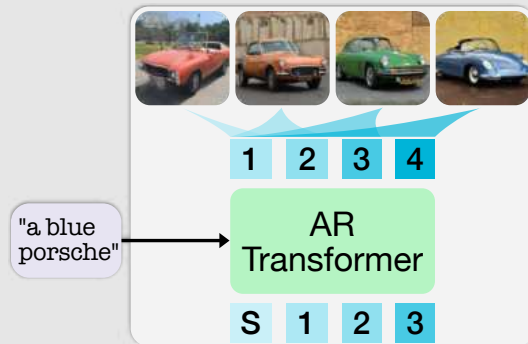 1 2 3 4
"a blue
porsche"
AR
Transformer
S 1 2 3